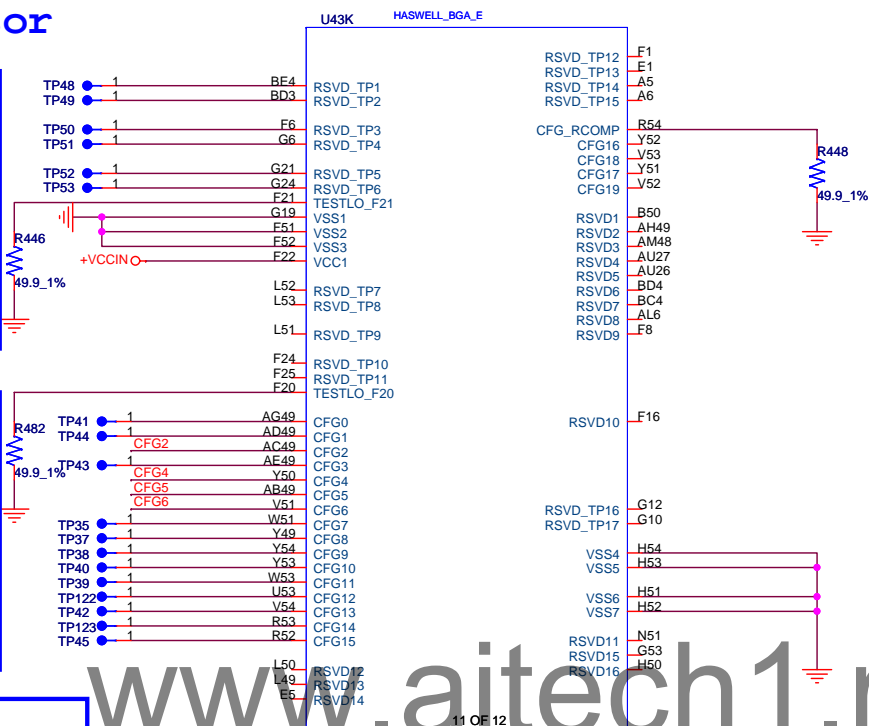 or
U43K HASWELL_BGA_E
TP48 1 BE4 RSVD_TP1
TP49 1 BD3 RSVD_TP2
TP50 1 F6 RSVD_TP3
TP51 1 G6 RSVD_TP4
TP52 1 G21 RSVD_TP5
TP53 1 G24 RSVD_TP6
F21 TESTLO_F21
G19 VSS1
F51 VSS2
F52 VSS3
+VCCIN F22 VCC1
R446
49.9_1%
L52 RSVD_TP7
L53 RSVD_TP8
L51 RSVD_TP9
F24 RSVD_TP10
F25 RSVD_TP11
F20 TESTLO_F20
R482
49.9_1%
TP41 1 AG49 CFG0
TP44 1 AD49 CFG1
CFG2 AC49 CFG2
TP43 1 AE49 CFG3
CFG4 Y50 CFG4
CFG5 AB49 CFG5
CFG6 V51 CFG6
TP35 1 W51 CFG7
TP37 1 Y49 CFG8
TP38 1 Y54 CFG9
TP40 1 Y53 CFG10
TP39 1 W53 CFG11
TP122 1 U53 CFG12
TP42 1 V54 CFG13
TP123 1 R53 CFG14
TP45 1 R52 CFG15
L50 RSVD12
L49 RSVD13
E5 RSVD14
RSVD_TP12 F1
RSVD_TP13 E1
RSVD_TP14 A5
RSVD_TP15 A6
CFG_RCOMP R54
CFG16 Y52
CFG18 V53
CFG17 Y51
CFG19 V52
R448
49.9_1%
RSVD1 B50
RSVD2 AH49
RSVD3 AM48
RSVD4 AU27
RSVD5 AU26
RSVD6 BD4
RSVD7 BC4
RSVD8 AL6
RSVD9 F8
RSVD10 F16
RSVD_TP16 G12
RSVD_TP17 G10
VSS4 H54
VSS5 H53
VSS6 H51
VSS7 H52
RSVD11 N51
RSVD15 G53
RSVD16 H50
11 OF 12
www.aitech1.r